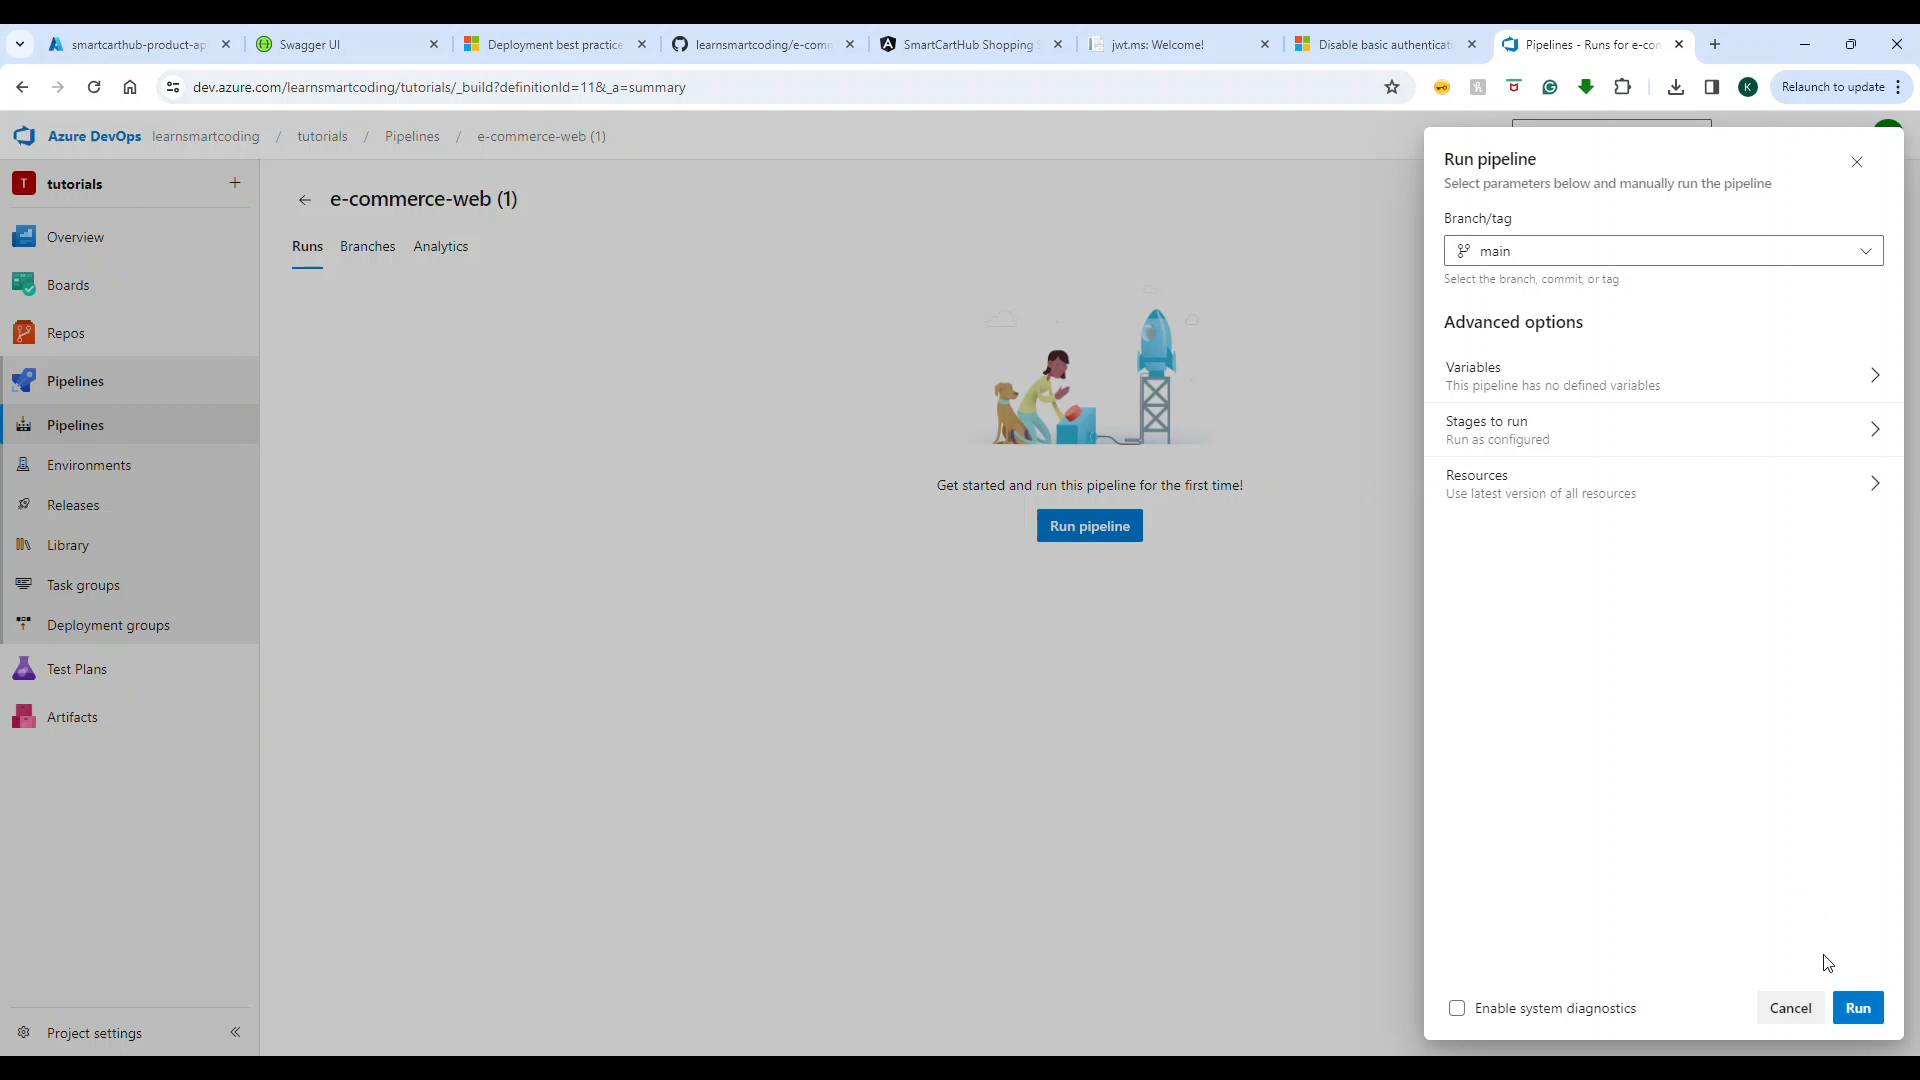 smartcarthub-product-ap
Swagger UI
Deployment best practice
learnsmartcoding/e-comm
SmartCartHub Shopping S
jwt.ms: Welcome!
Disable basic authenticati
Pipelines - Runs for e-com
dev.azure.com/learnsmartcoding/tutorials/_build?definitionId=11&_a=summary
K
Relaunch to update
Azure DevOps
learnsmartcoding / tutorials / Pipelines / e-commerce-web (1)
T
tutorials
Overview
Boards
Repos
Pipelines
Pipelines
Environments
Releases
Library
Task groups
Deployment groups
Test Plans
Artifacts
Project settings
e-commerce-web (1)
Runs
Branches
Analytics
Get started and run this pipeline for the first time!
Run pipeline
Run pipeline
Select parameters below and manually run the pipeline
Branch/tag
main
Select the branch, commit, or tag
Advanced options
Variables
This pipeline has no defined variables
Stages to run
Run as configured
Resources
Use latest version of all resources
Enable system diagnostics
Cancel
Run